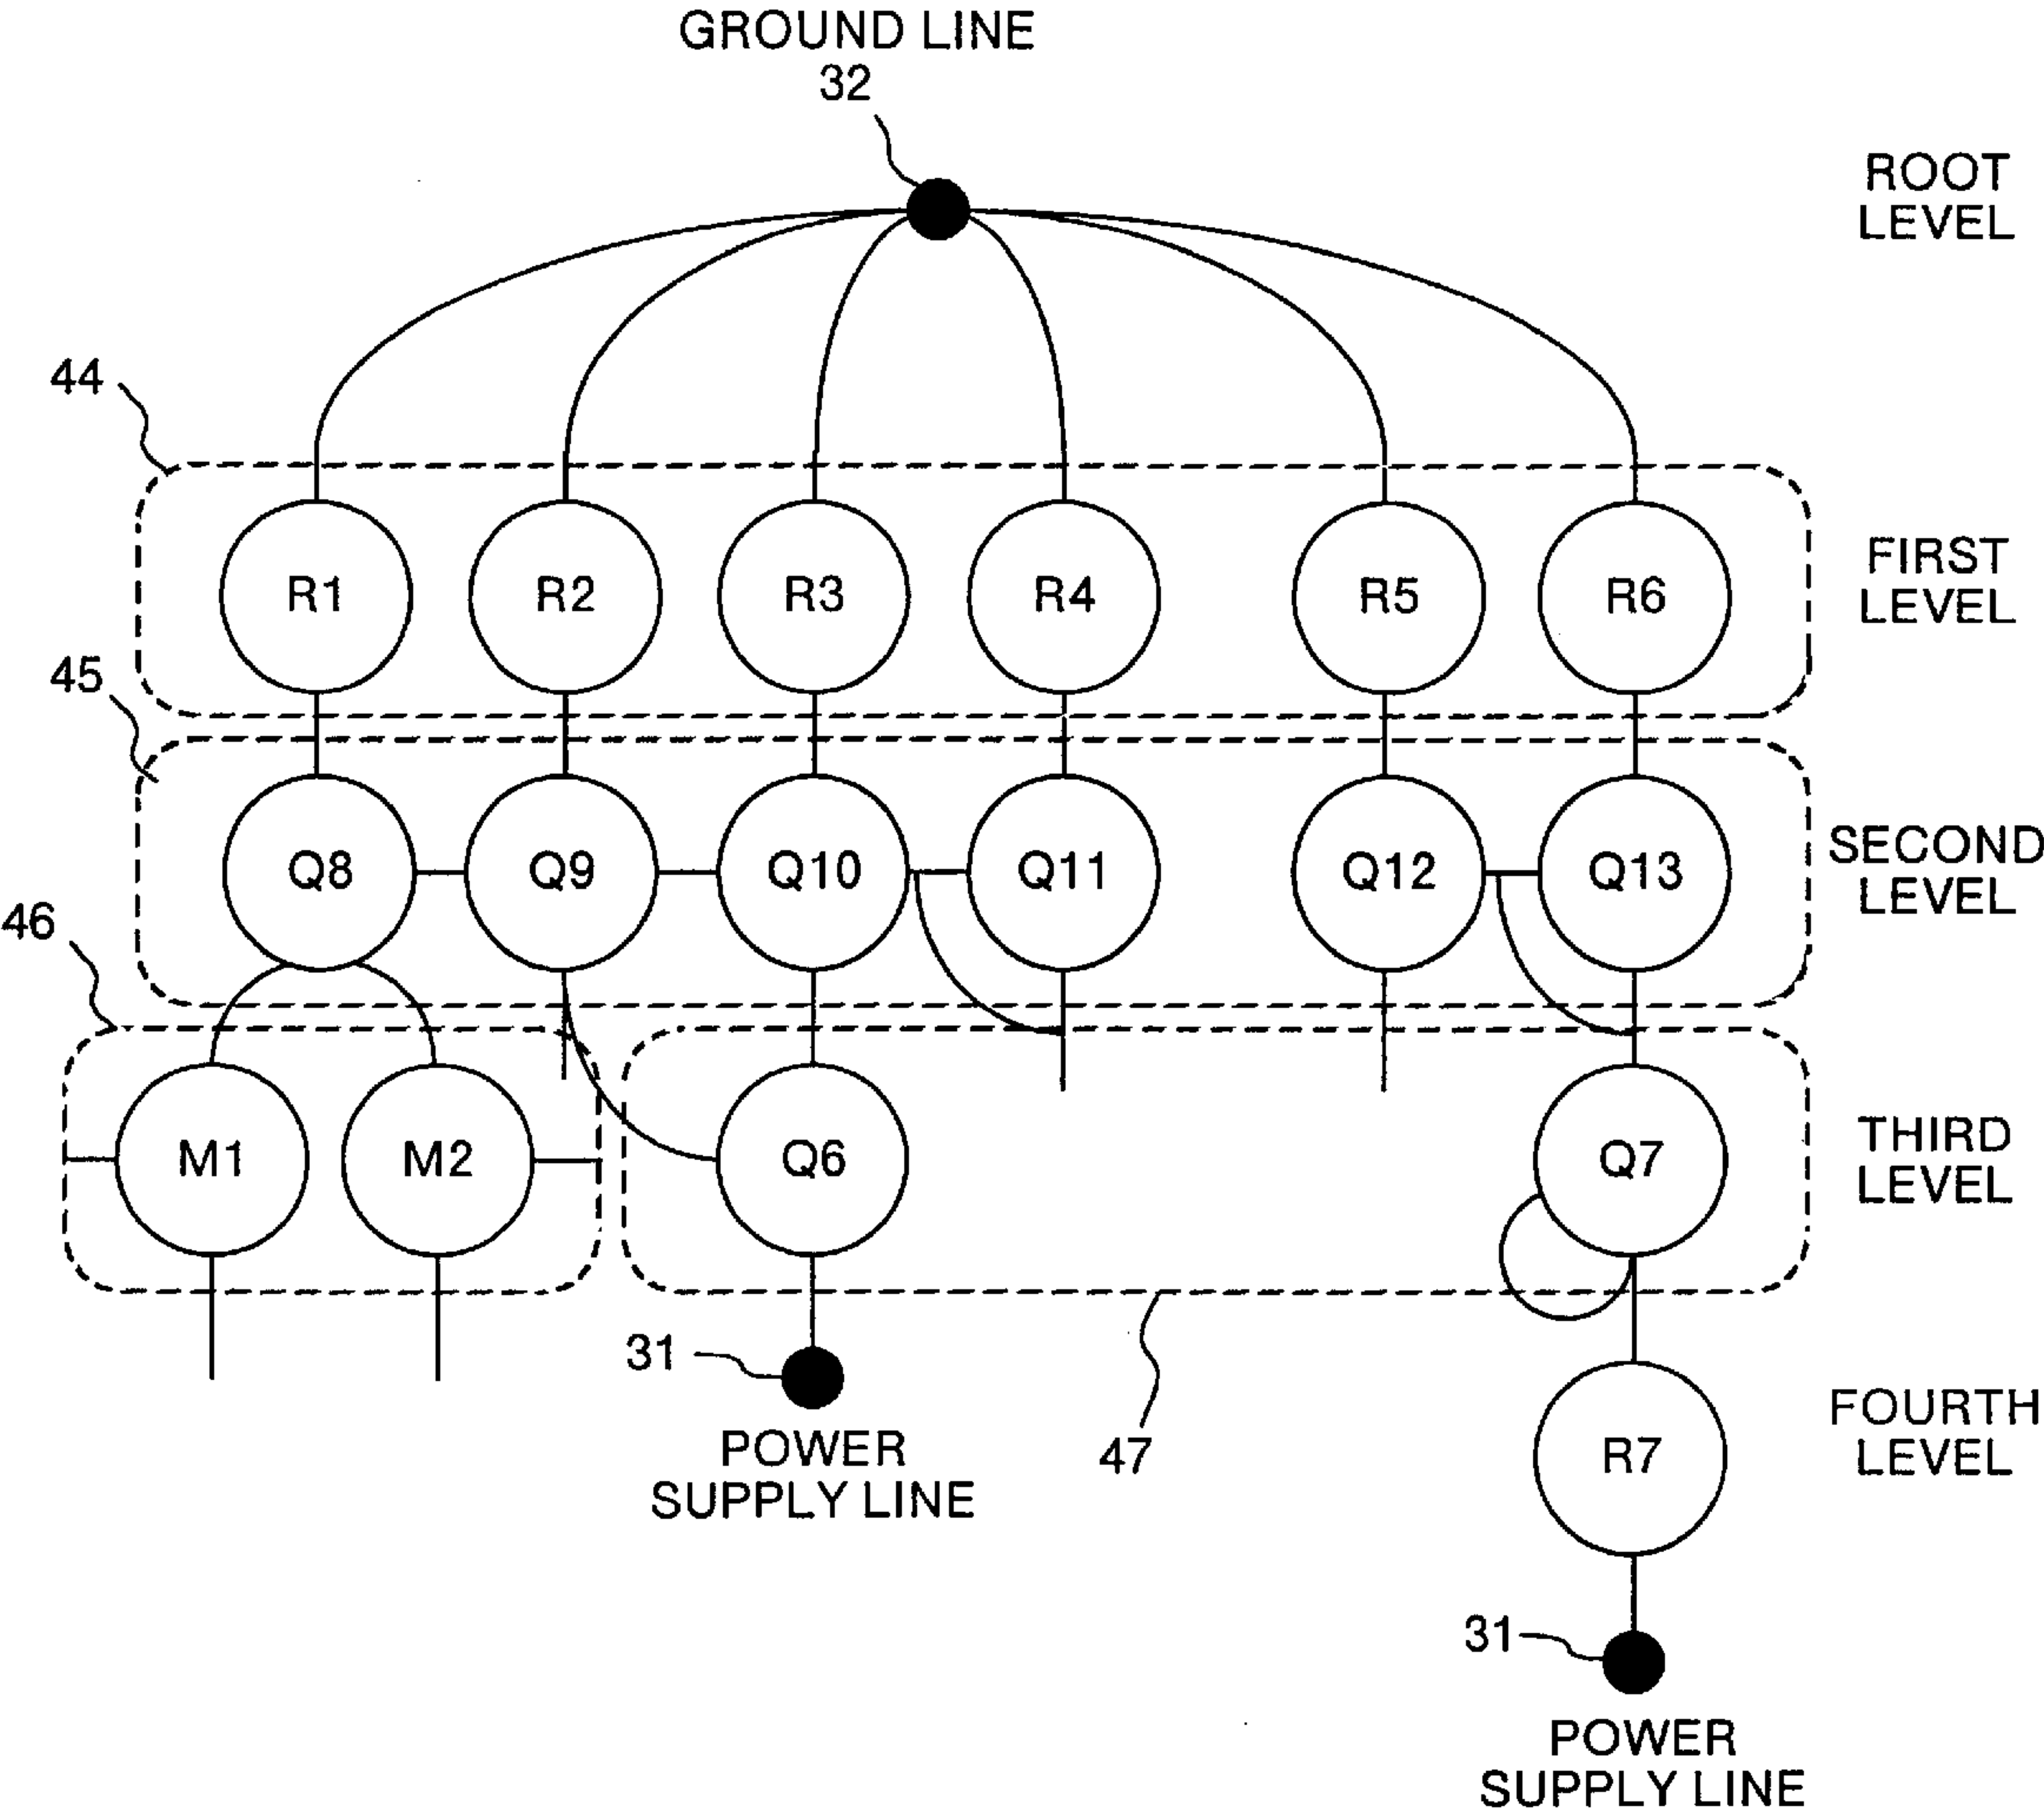 GROUND LINE
32
ROOT
LEVEL
44
R1 R2 R3 R4 R5 R6
FIRST
LEVEL
45
Q8 Q9 Q10 Q11 Q12 Q13
SECOND
LEVEL
46
M1 M2 Q6 Q7
THIRD
LEVEL
31
POWER
SUPPLY LINE
47
R7
FOURTH
LEVEL
31
POWER
SUPPLY LINE